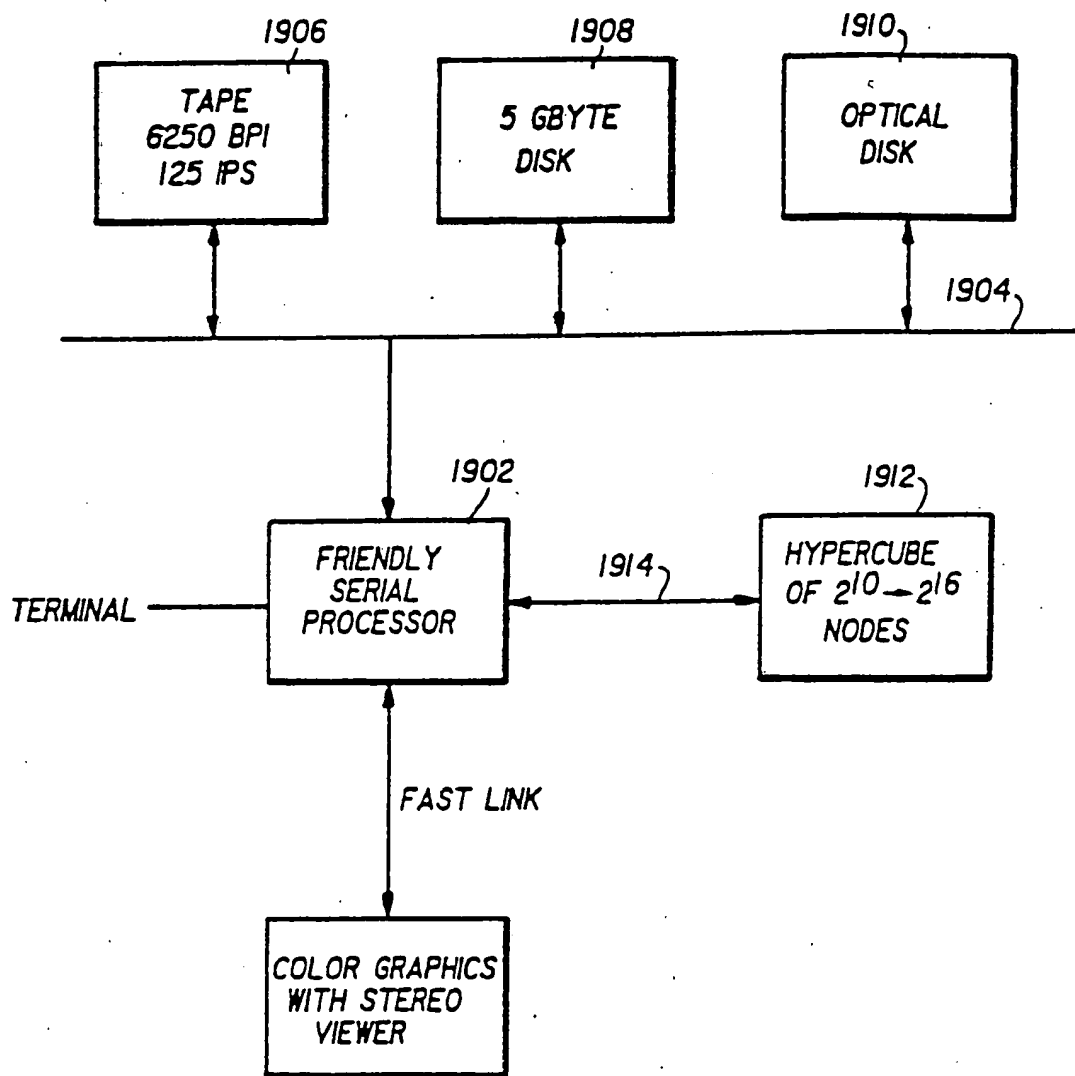 1906
1908
1910
TAPE
6250 BPI
125 IPS
5 GBYTE
DISK
OPTICAL
DISK
1904
1902
1912
FRIENDLY
SERIAL
PROCESSOR
TERMINAL
1914
HYPERCUBE
OF 2^10→2^16
NODES
FAST LINK
COLOR GRAPHICS
WITH STEREO
VIEWER